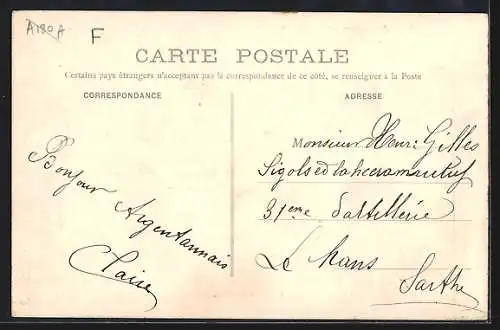 A180A
F
CARTE POSTALE
Certains pays étrangers n'acceptant pas la correspondance de ce côté, se renseigner à la Poste
CORRESPONDANCE
ADRESSE
Bonjour
Argentannais
Claire
Monsieur Henri Gilles
31eme d'artillerie
Le Mans
Sarthe